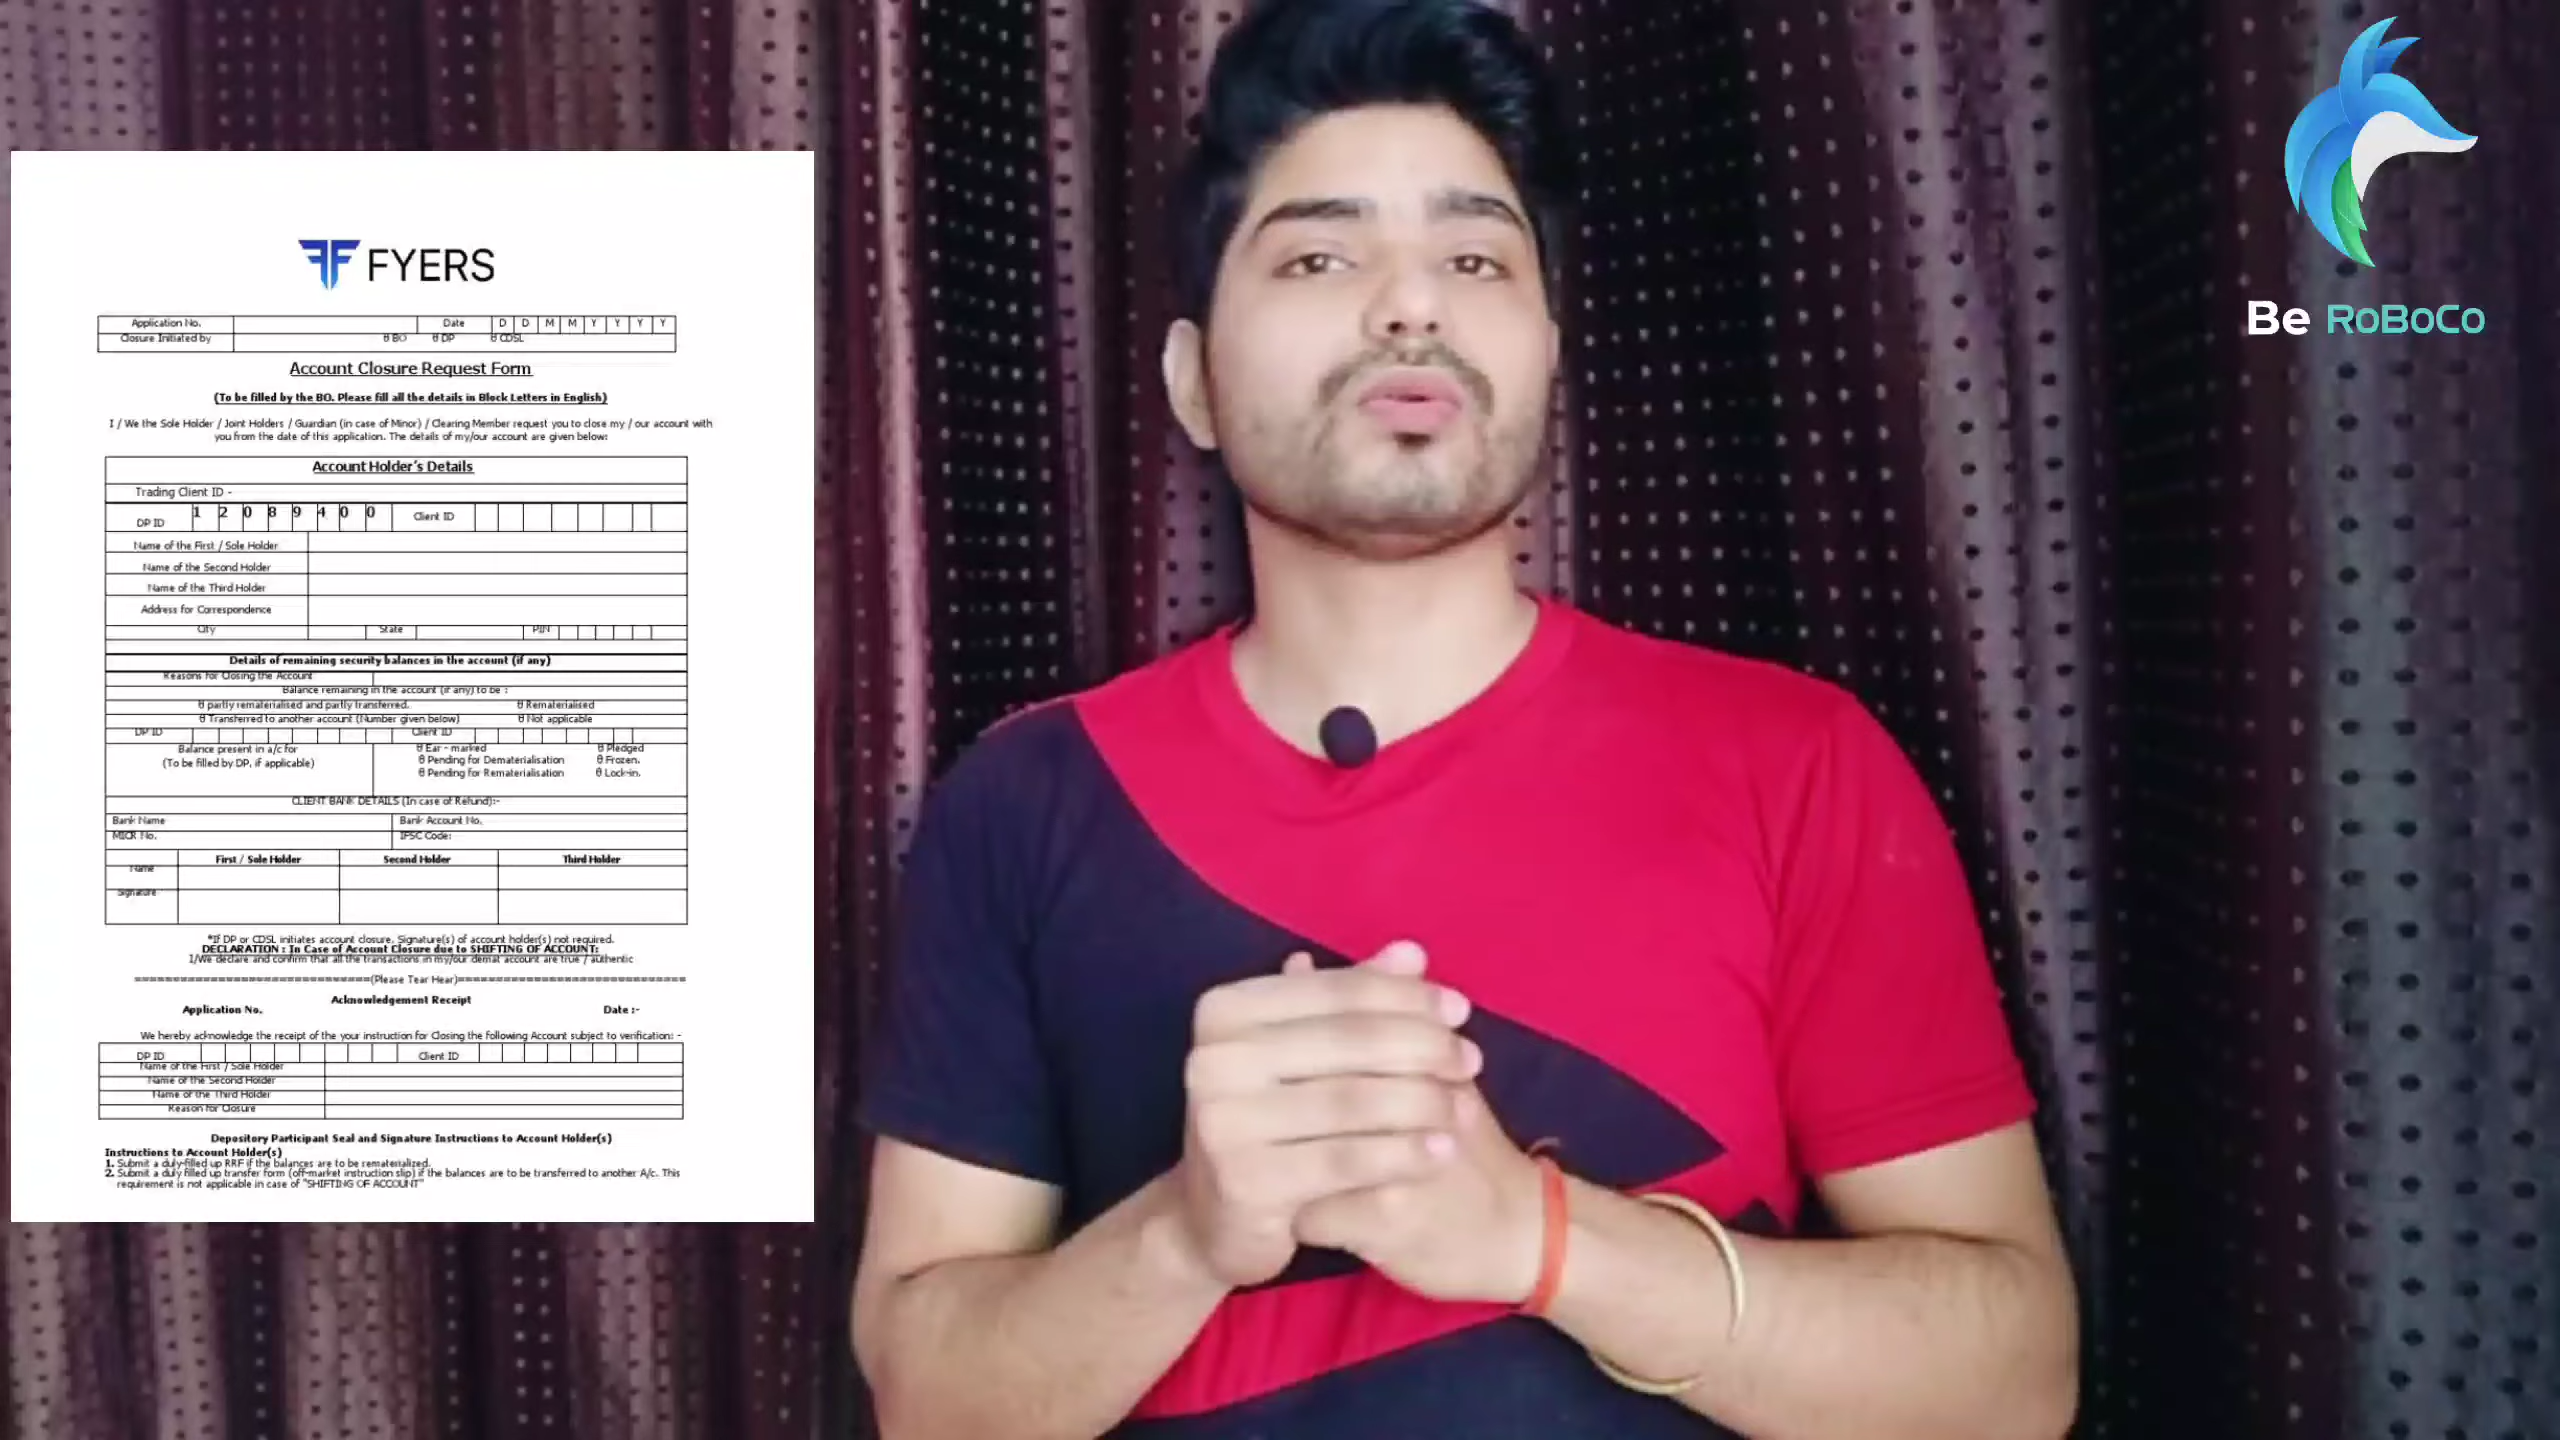 FYERS
Application No. Date D D M M Y Y Y Y
Closure Initiated by θ BO θ DP θ CDSL
Account Closure Request Form
(To be filled by the BO. Please fill all the details in Block Letters in English)
I / We the Sole Holder / Joint Holders / Guardian (in case of Minor) / Clearing Member request you to close my / our account with
you from the date of this application. The details of my/our account are given below:
Account Holder's Details
Trading Client ID -
DP ID 1 2 0 8 9 4 0 0 Client ID
Name of the First / Sole Holder
Name of the Second Holder
Name of the Third Holder
Address for Correspondence
City State PIN
Details of remaining security balances in the account (if any)
Reasons for Closing the Account
Balance remaining in the account (if any) to be :
θ partly rematerialised and partly transferred. θ Rematerialised
θ Transferred to another account (Number given below) θ Not applicable
DP ID Client ID
Balance present in a/c for θ Ear - marked θ Pledged
(To be filled by DP, if applicable) θ Pending for Dematerialisation θ Frozen.
θ Pending for Rematerialisation θ Lock-in.
CLIENT BANK DETAILS (In case of Refund):-
Bank Name Bank Account No.
MICR No. IFSC Code:
First / Sole Holder Second Holder Third Holder
Name
Signature
*If DP or CDSL initiates account closure, Signature(s) of account holder(s) not required.
DECLARATION : In Case of Account Closure due to SHIFTING OF ACCOUNT:
I/We declare and confirm that all the transactions in my/our demat account are true / authentic
==============================(Please Tear Hear)==============================
Acknowledgement Receipt
Application No. Date :-
We hereby acknowledge the receipt of the your instruction for Closing the following Account subject to verification: -
DP ID Client ID
Name of the First / Sole Holder
Name of the Second Holder
Name of the Third Holder
Reason for Closure
Depository Participant Seal and Signature Instructions to Account Holder(s)
Instructions to Account Holder(s)
1. Submit a duly-filled up RRF if the balances are to be rematerialized.
2. Submit a duly filled up transfer form (off-market instruction slip) if the balances are to be transferred to another A/c. This
requirement is not applicable in case of "SHIFTING OF ACCOUNT"
Be RoBoCo